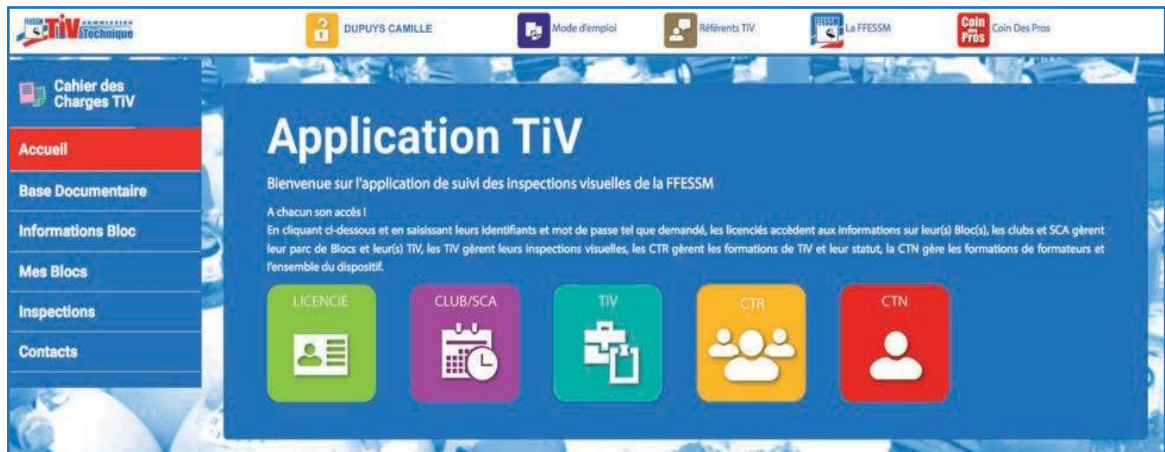 FFESSM TiV COMMISSION Technique
DUPUYS CAMILLE
Mode d'emploi
Référents TIV
FFESSM La FFESSM
Coin des Pros Coin Des Pros
Cahier des
Charges TIV
Accueil
Base Documentaire
Informations Bloc
Mes Blocs
Inspections
Contacts
Application TiV
Bienvenue sur l'application de suivi des inspections visuelles de la FFESSM
A chacun son accès !
En cliquant ci-dessous et en saisissant leurs identifiants et mot de passe tel que demandé, les licenciés accèdent aux informations sur leur(s) Bloc(s), les clubs et SCA gèrent
leur parc de Blocs et leur(s) TiV, les TiV gèrent leurs inspections visuelles, les CTR gèrent les formations de TiV et leur statut, la CTN gère les formations de formateurs et
l'ensemble du dispositif.
LICENCIÉ
CLUB/SCA
TiV
CTR
CTN